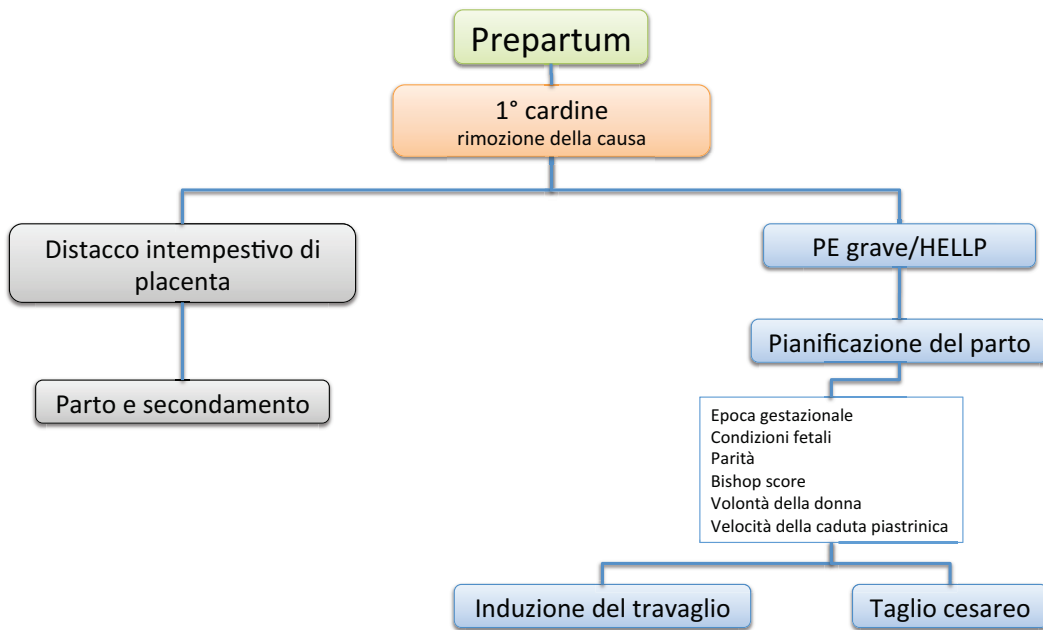 Prepartum
1° cardine
rimozione della causa
Distacco intempestivo di
placenta
Parto e secondamento
PE grave/HELLP
Pianificazione del parto
Epoca gestazionale
Condizioni fetali
Parità
Bishop score
Volontà della donna
Velocità della caduta piastrinica
Induzione del travaglio
Taglio cesareo